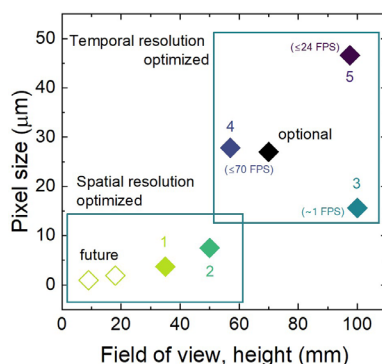 50
40
30
20
10
0
Pixel size (μm)
Temporal resolution
optimized
(≤24 FPS)
5
4
optional
(≤70 FPS)
3
(~1 FPS)
Spatial resolution
optimized
future
1
2
0 20 40 60 80 100
Field of view, height (mm)